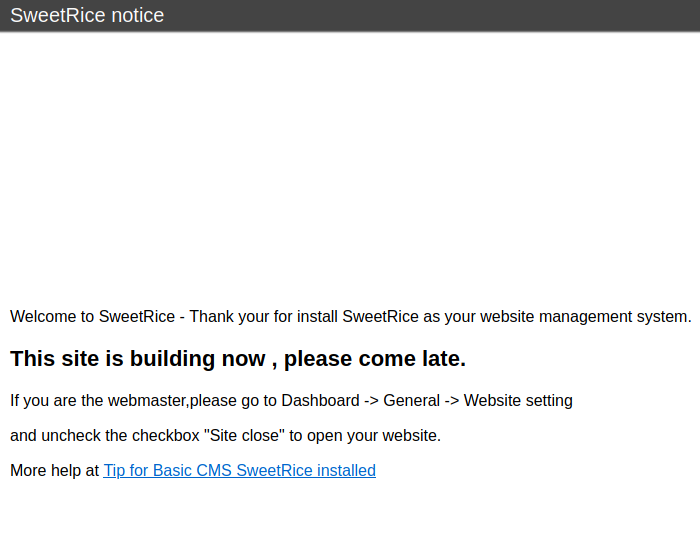 SweetRice notice
Welcome to SweetRice - Thank your for install SweetRice as your website management system.
This site is building now , please come late.
If you are the webmaster,please go to Dashboard -> General -> Website setting
and uncheck the checkbox "Site close" to open your website.
More help at Tip for Basic CMS SweetRice installed